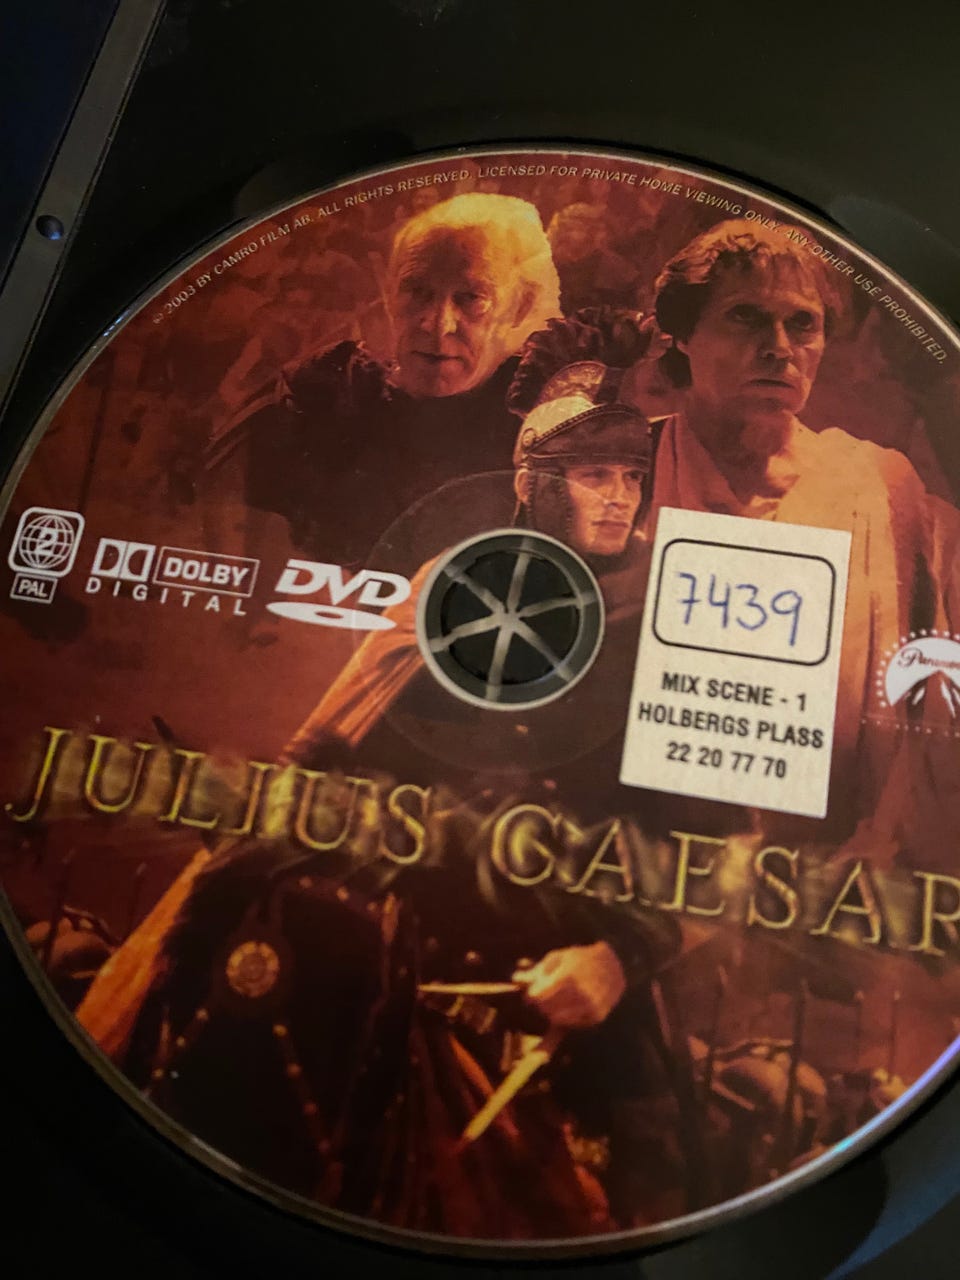 © 2003 BY CAMRO FILM AB. ALL RIGHTS RESERVED. LICENSED FOR PRIVATE HOME VIEWING ONLY. ANY OTHER USE PROHIBITED.
2
PAL
DOLBY
DIGITAL
DVD
7439
MIX SCENE - 1
HOLBERGS PLASS
22 20 77 70
JULIUS CAESAR